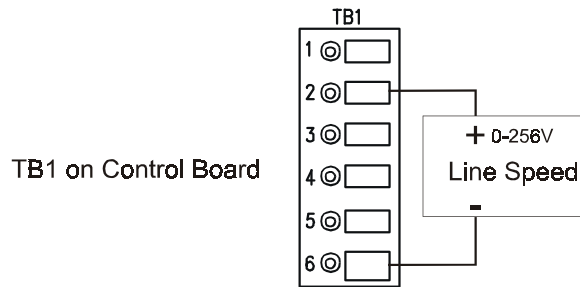 TB1
1
2
3
4
5
6
TB1 on Control Board
+ 0-256V
Line Speed
-